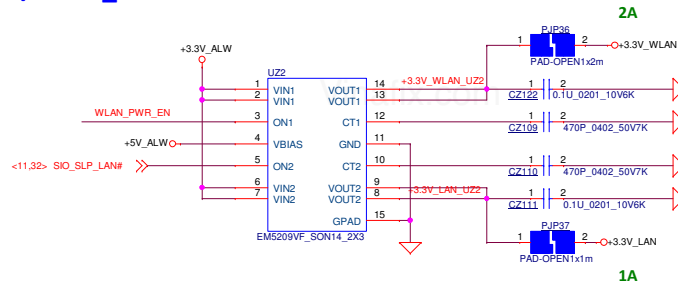 2A
PJP36
1 2
+3.3V_ALW
+3.3V_WLAN
PAD-OPEN1x2m
UZ2
+3.3V_WLAN_UZ2
1 VIN1 VOUT1 14
2 VIN1 VOUT1 13
1 2
CZ122 0.1U_0201_10V6K
WLAN_PWR_EN
3 ON1 CT1 12
1 2
CZ109 470P_0402_50V7K
+5V_ALW
4 VBIAS GND 11
<11,32> SIO_SLP_LAN#
5 ON2 CT2 10
1 2
CZ110 470P_0402_50V7K
6 VIN2 VOUT2 9
7 VIN2 VOUT2 8
+3.3V_LAN_UZ2
1 2
CZ111 0.1U_0201_10V6K
GPAD 15
EM5209VF_SON14_2X3
PJP37
1 2
+3.3V_LAN
PAD-OPEN1x1m
1A